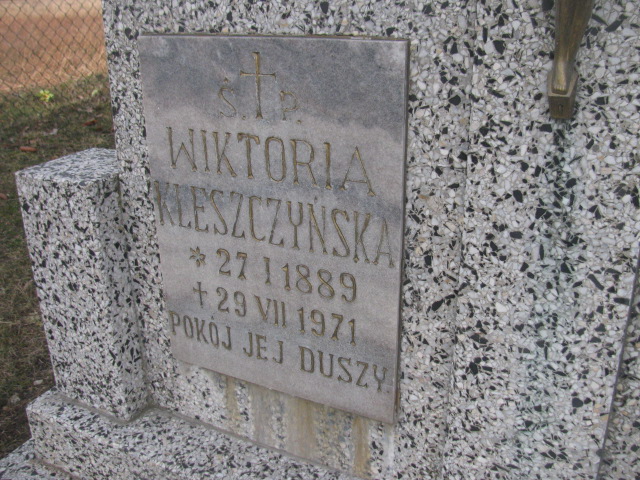 Ś. P.
WIKTORIA
KLESZCZYŃSKA
* 27 I 1889
+ 29 VII 1971
POKÓJ JEJ DUSZY